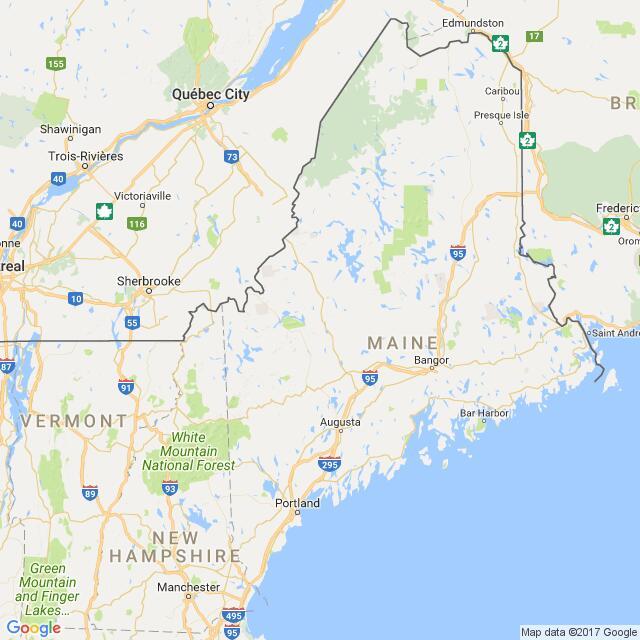 Edmundston
2
17
155
Québec City
Caribou
BR
Presque Isle
Shawinigan
2
Trois-Rivières
73
40
Victoriaville
Frederict
40
116
2
onne
Orom
95
real
Sherbrooke
10
55
Saint Andre
MAINE
87
Bangor
95
91
VERMONT
Bar Harbor
Augusta
White
Mountain
National Forest
295
93
89
Portland
NEW
HAMPSHIRE
Green
Mountain
and Finger
Lakes...
Manchester
495
95
Google
Map data ©2017 Google